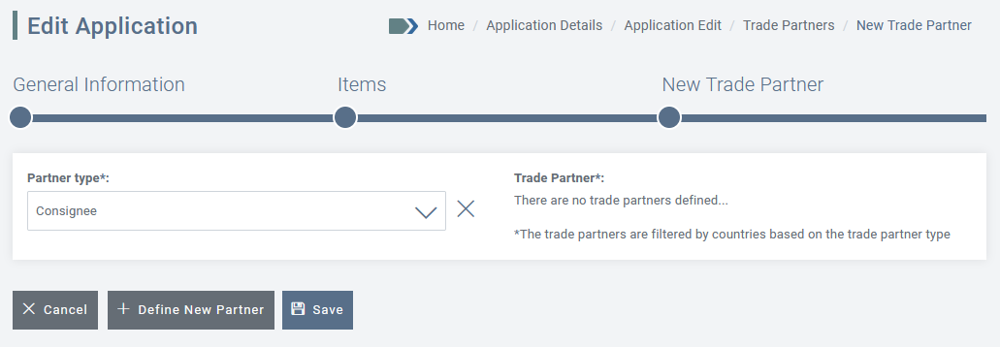 Edit Application
Home / Application Details / Application Edit / Trade Partners / New Trade Partner
General Information
Items
New Trade Partner
Partner type*:
Consignee
Trade Partner*:
There are no trade partners defined...
*The trade partners are filtered by countries based on the trade partner type
Cancel
Define New Partner
Save